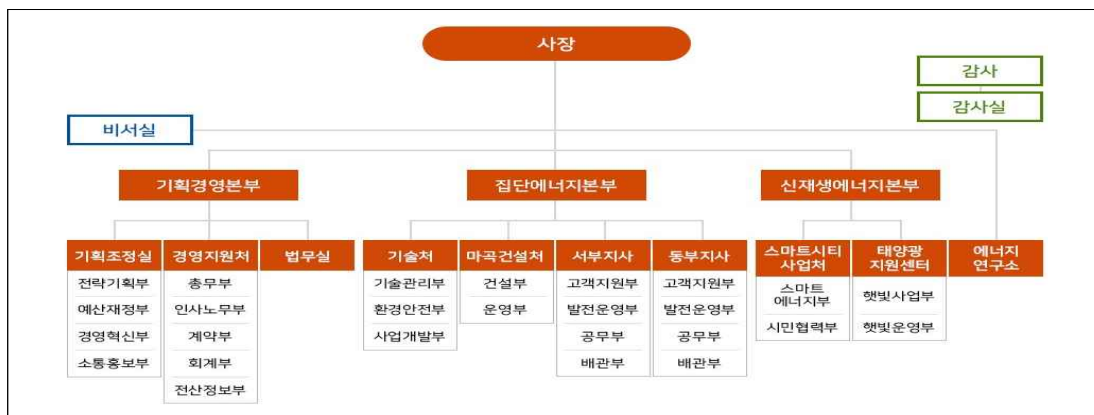 사장
감사
감사실
비서실
기획경영본부
집단에너지본부
신재생에너지본부
기획조정실
전략기획부
예산재정부
경영혁신부
소통홍보부
경영지원처
총무부
인사노무부
계약부
회계부
전산정보부
법무실
기술처
기술관리부
환경안전부
사업개발부
마곡건설처
건설부
운영부
서부지사
고객지원부
발전운영부
공무부
배관부
동부지사
고객지원부
발전운영부
공무부
배관부
스마트시티
사업처
스마트
에너지부
시민협력부
태양광
지원센터
햇빛사업부
햇빛운영부
에너지
연구소